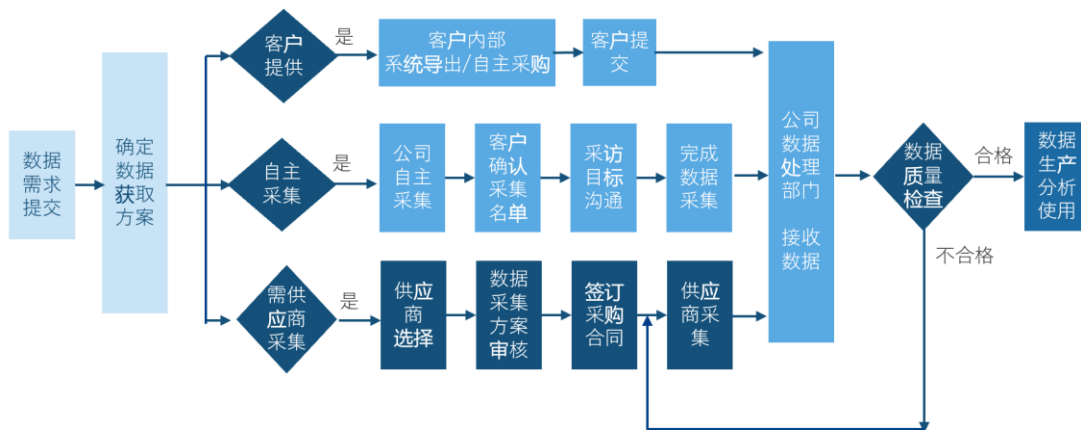 数据
需求
提交
确定
数据
获取
方案
客户
提供
是
客户内部
系统导出/自主采购
客户提
交
自主
采集
是
公司
自主
采集
客户
确认
采集
名单
采访
目标
沟通
完成
数据
采集
需供
应商
采集
是
供应
商
选择
数据
采集
方案
审核
签订
采购
合同
供应
商采
集
公司
数据
处理
部门
接收
数据
数据
质量
检查
合格
不合格
数据
生产
分析
使用